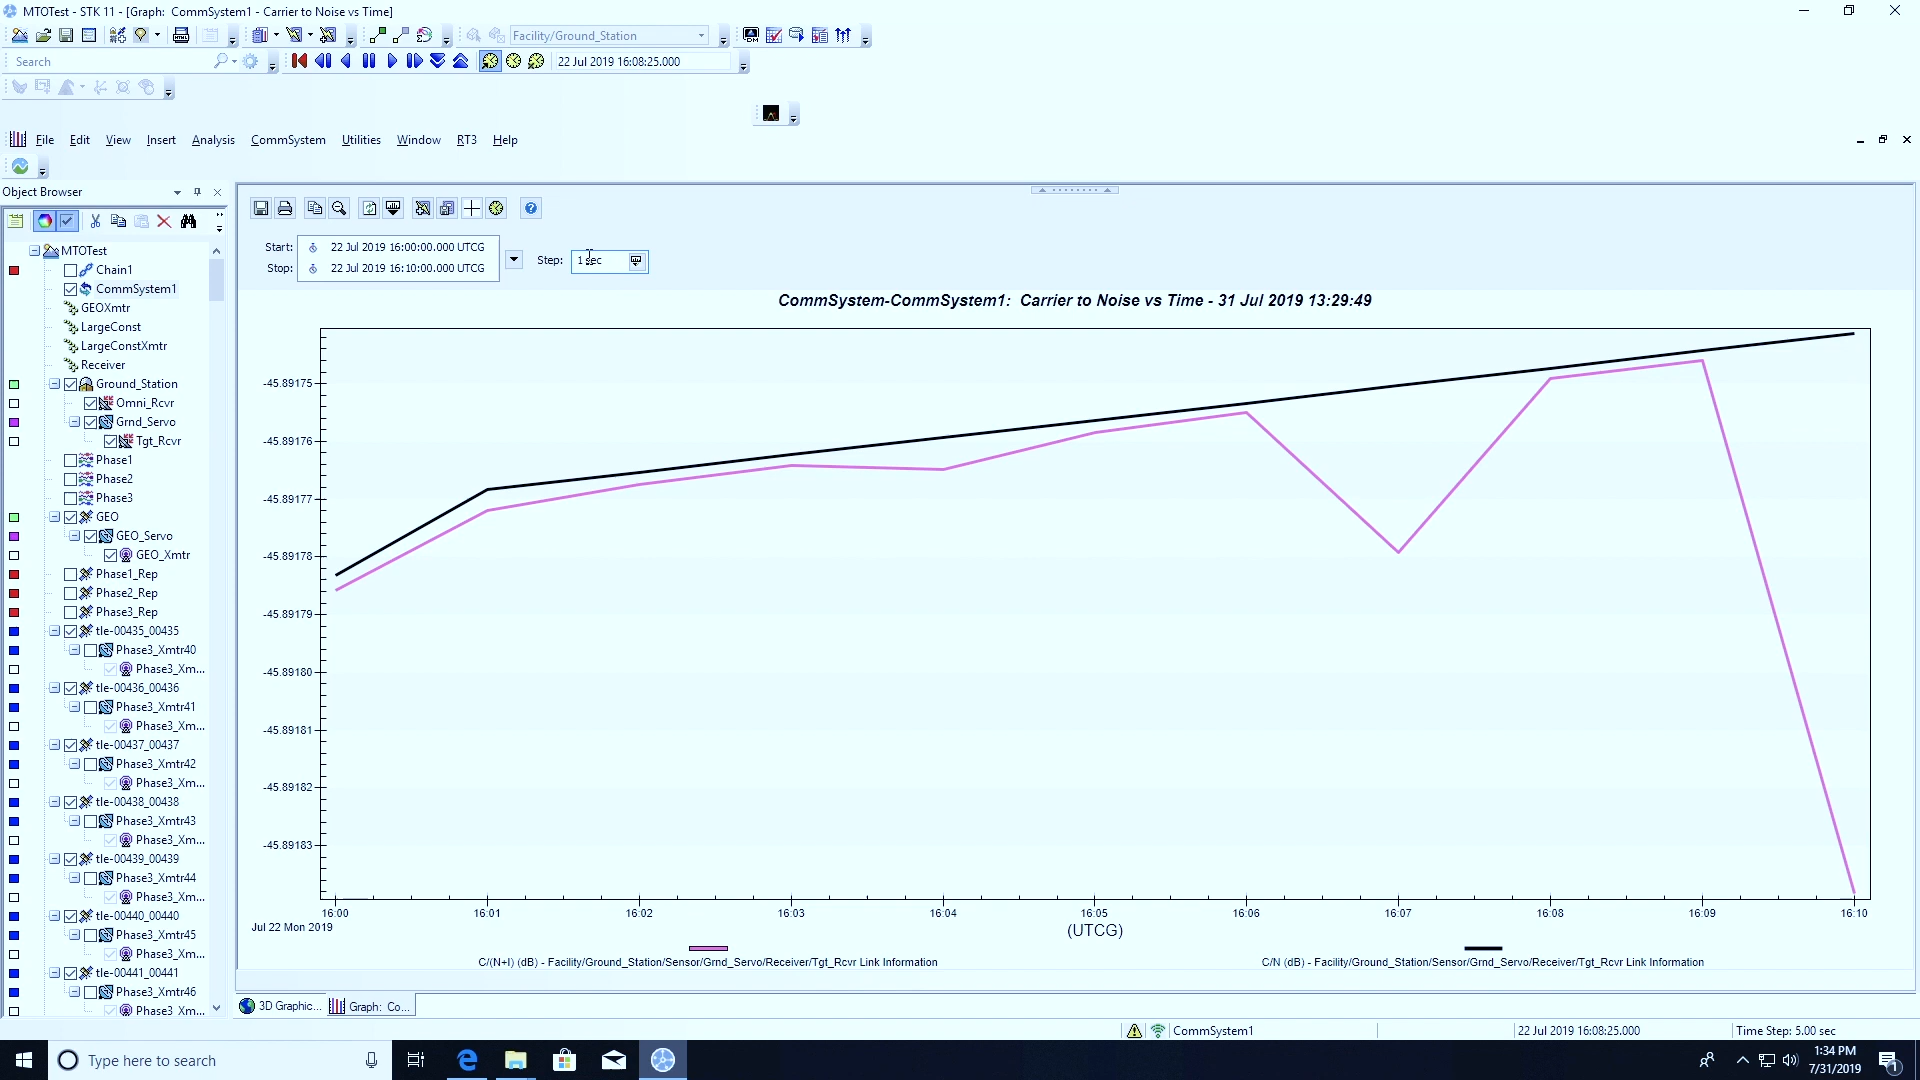 MTOTest - STK 11 - [Graph:  CommSystem1 - Carrier to Noise vs Time]
Facility/Ground_Station
Search
22 Jul 2019 16:08:25.000
File Edit View Insert Analysis CommSystem Utilities Window RT3 Help
Object Browser
MTOTest
Chain1
CommSystem1
GEOXmtr
LargeConst
LargeConstXmtr
Receiver
Ground_Station
Omni_Rcvr
Grnd_Servo
Tgt_Rcvr
Phase1
Phase2
Phase3
GEO
GEO_Servo
GEO_Xmtr
Phase1_Rep
Phase2_Rep
Phase3_Rep
tle-00435_00435
Phase3_Xmtr40
Phase3_Xm...
tle-00436_00436
Phase3_Xmtr41
Phase3_Xm...
tle-00437_00437
Phase3_Xmtr42
Phase3_Xm...
tle-00438_00438
Phase3_Xmtr43
Phase3_Xm...
tle-00439_00439
Phase3_Xmtr44
Phase3_Xm...
tle-00440_00440
Phase3_Xmtr45
Phase3_Xm...
tle-00441_00441
Phase3_Xmtr46
Phase3 Xm...
Start: 22 Jul 2019 16:00:00.000 UTCG
Stop: 22 Jul 2019 16:10:00.000 UTCG
Step: 1 sec
CommSystem-CommSystem1:  Carrier to Noise vs Time - 31 Jul 2019 13:29:49
-45.89175
-45.89176
-45.89177
-45.89178
-45.89179
-45.89180
-45.89181
-45.89182
-45.89183
16:00 16:01 16:02 16:03 16:04 16:05 16:06 16:07 16:08 16:09 16:10
Jul 22 Mon 2019
(UTCG)
C/(N+I) (dB) - Facility/Ground_Station/Sensor/Grnd_Servo/Receiver/Tgt_Rcvr Link Information
C/N (dB) - Facility/Ground_Station/Sensor/Grnd_Servo/Receiver/Tgt_Rcvr Link Information
3D Graphic... Graph: Co...
CommSystem1
22 Jul 2019 16:08:25.000
Time Step: 5.00 sec
Type here to search
1:34 PM
7/31/2019
1